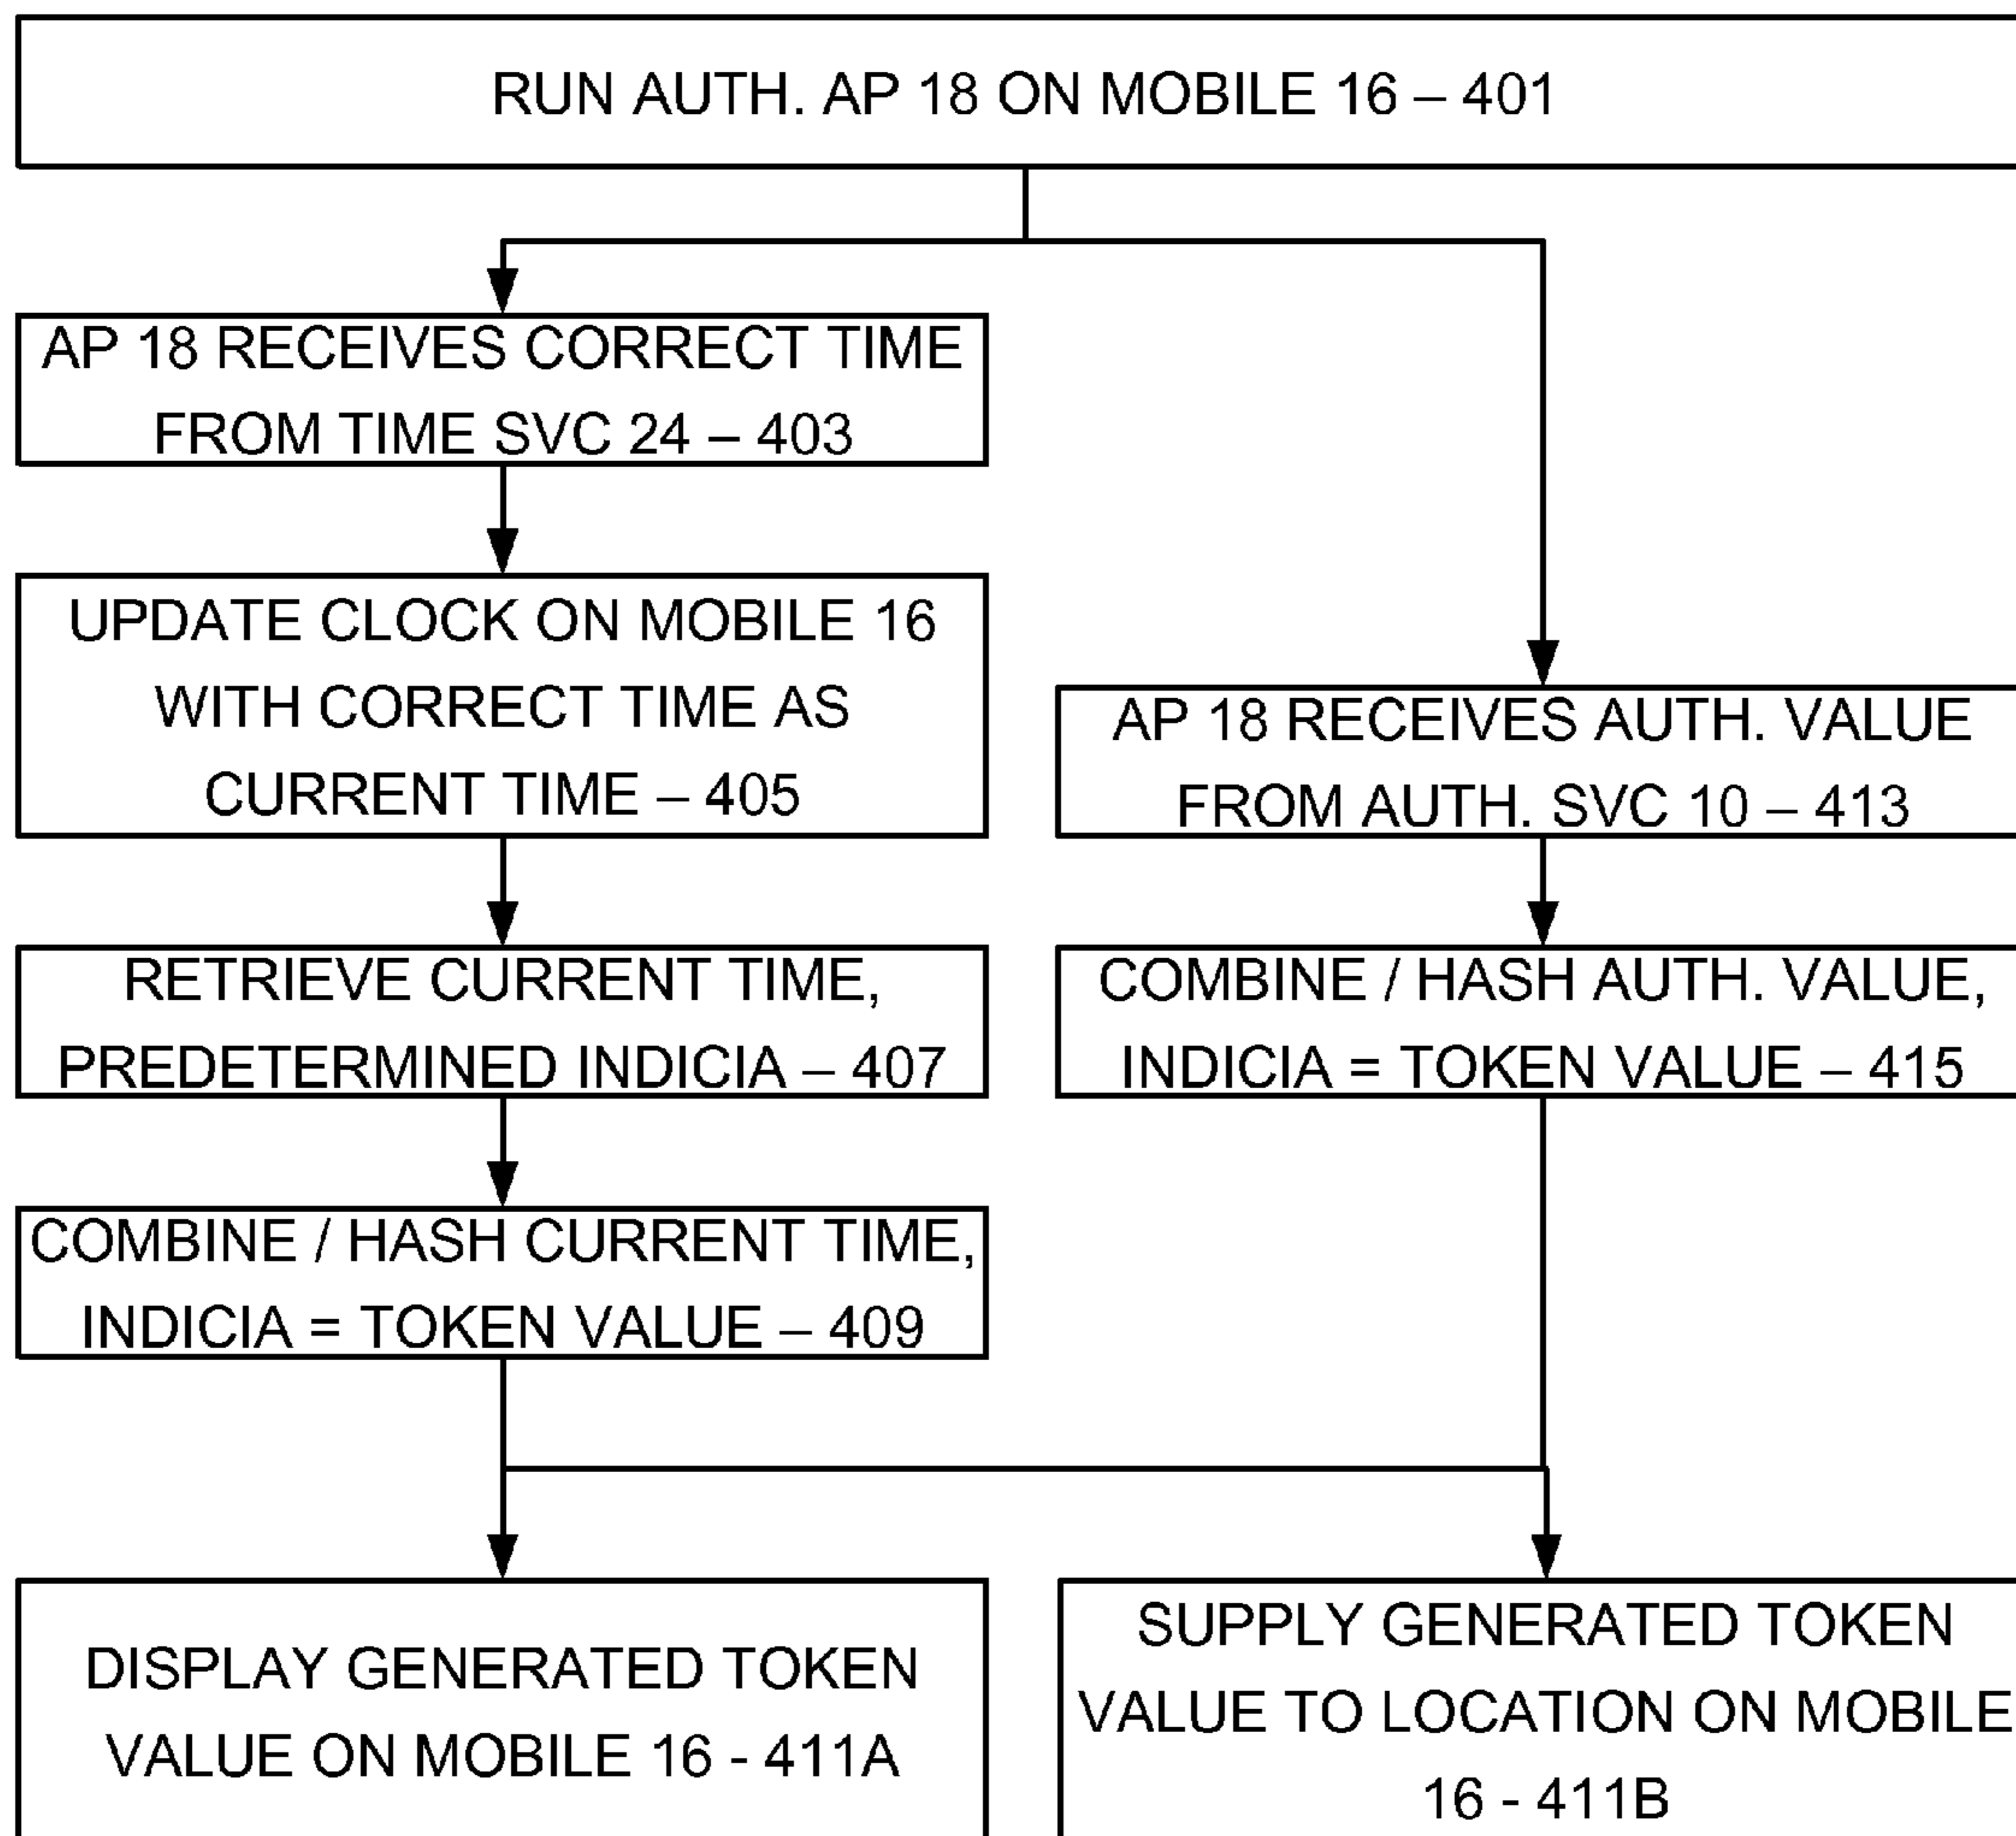 RUN AUTH. AP 18 ON MOBILE 16 – 401
AP 18 RECEIVES CORRECT TIME
FROM TIME SVC 24 – 403
UPDATE CLOCK ON MOBILE 16
WITH CORRECT TIME AS
CURRENT TIME – 405
RETRIEVE CURRENT TIME,
PREDETERMINED INDICIA – 407
COMBINE / HASH CURRENT TIME,
INDICIA = TOKEN VALUE – 409
AP 18 RECEIVES AUTH. VALUE
FROM AUTH. SVC 10 – 413
COMBINE / HASH AUTH. VALUE,
INDICIA = TOKEN VALUE – 415
DISPLAY GENERATED TOKEN
VALUE ON MOBILE 16 - 411A
SUPPLY GENERATED TOKEN
VALUE TO LOCATION ON MOBILE
16 - 411B